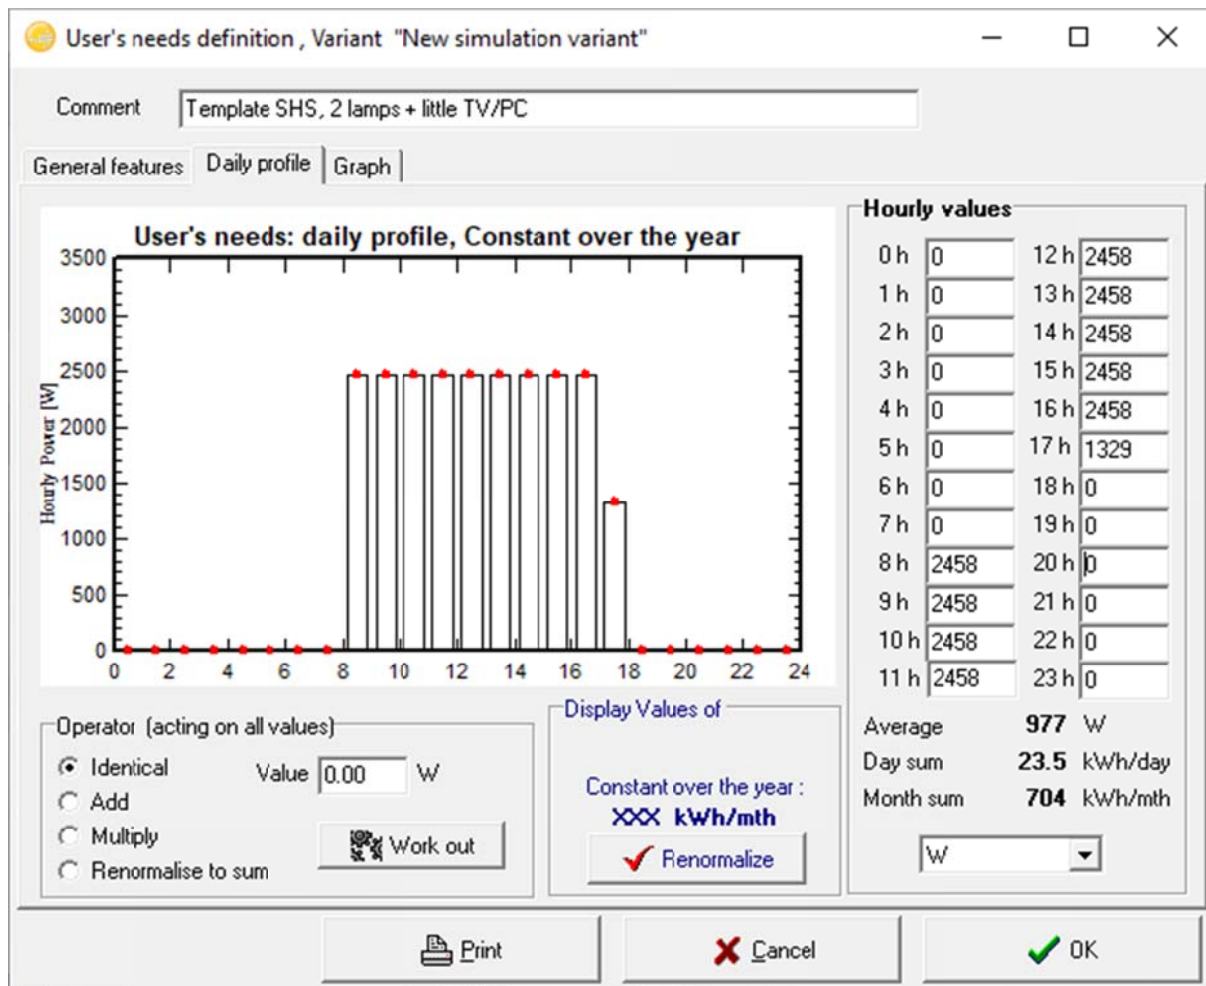 User's needs definition , Variant "New simulation variant"
Comment Template SHS, 2 lamps + little TV/PC
General features Daily profile Graph
User's needs: daily profile, Constant over the year
Hourly Power [W]
3500
3000
2500
2000
1500
1000
500
0
0 2 4 6 8 10 12 14 16 18 20 22 24
Hourly values
0 h 0 12 h 2458
1 h 0 13 h 2458
2 h 0 14 h 2458
3 h 0 15 h 2458
4 h 0 16 h 2458
5 h 0 17 h 1329
6 h 0 18 h 0
7 h 0 19 h 0
8 h 2458 20 h 0
9 h 2458 21 h 0
10 h 2458 22 h 0
11 h 2458 23 h 0
Average 977 W
Day sum 23.5 kWh/day
Month sum 704 kWh/mth
W
Operator (acting on all values)
Identical Value 0.00 W
Add
Multiply
Renormalise to sum
Work out
Display Values of
Constant over the year :
XXX kWh/mth
Renormalize
Print Cancel OK